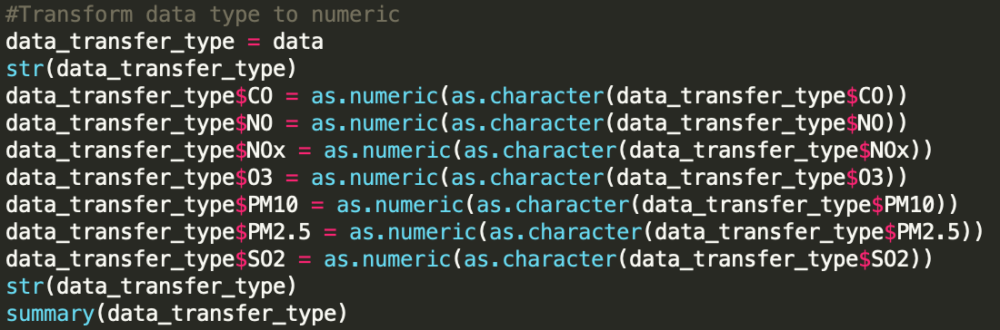 #Transform data type to numeric
data_transfer_type = data
str(data_transfer_type)
data_transfer_type$CO = as.numeric(as.character(data_transfer_type$CO))
data_transfer_type$NO = as.numeric(as.character(data_transfer_type$NO))
data_transfer_type$NOx = as.numeric(as.character(data_transfer_type$NOx))
data_transfer_type$O3 = as.numeric(as.character(data_transfer_type$O3))
data_transfer_type$PM10 = as.numeric(as.character(data_transfer_type$PM10))
data_transfer_type$PM2.5 = as.numeric(as.character(data_transfer_type$PM2.5))
data_transfer_type$SO2 = as.numeric(as.character(data_transfer_type$SO2))
str(data_transfer_type)
summary(data_transfer_type)